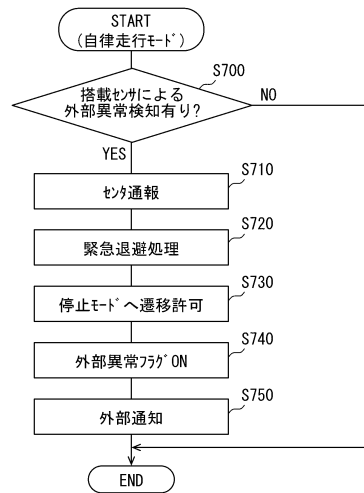 START
(自律走行ﾓｰﾄﾞ)
S700
搭載ｾﾝｻによる
外部異常検知有り?
NO
YES
S710
ｾﾝﾀ通報
S720
緊急退避処理
S730
停止ﾓｰﾄﾞへ遷移許可
S740
外部異常ﾌﾗｸﾞON
S750
外部通知
END